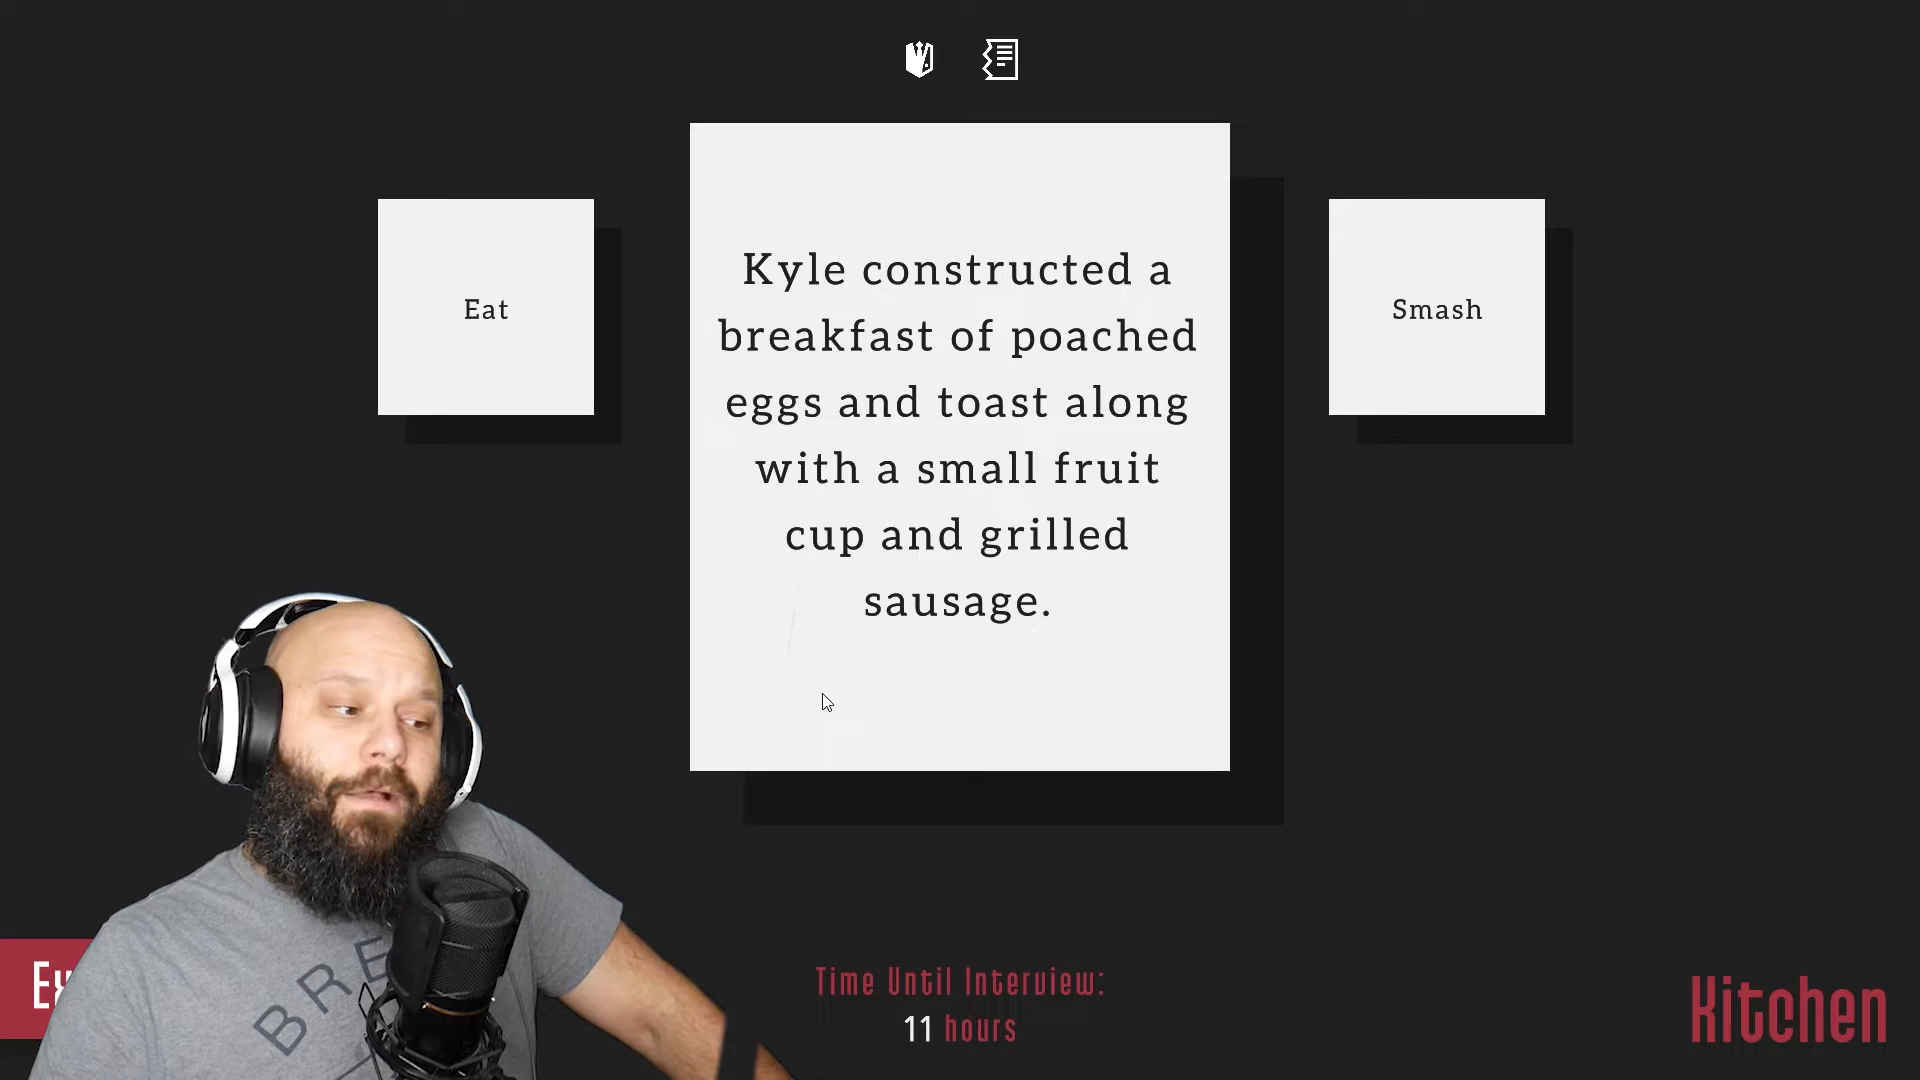 Eat
Kyle constructed a
breakfast of poached
eggs and toast along
with a small fruit
cup and grilled
sausage.
Smash
BRE
Time Until Interview:
11 hours
Kitchen